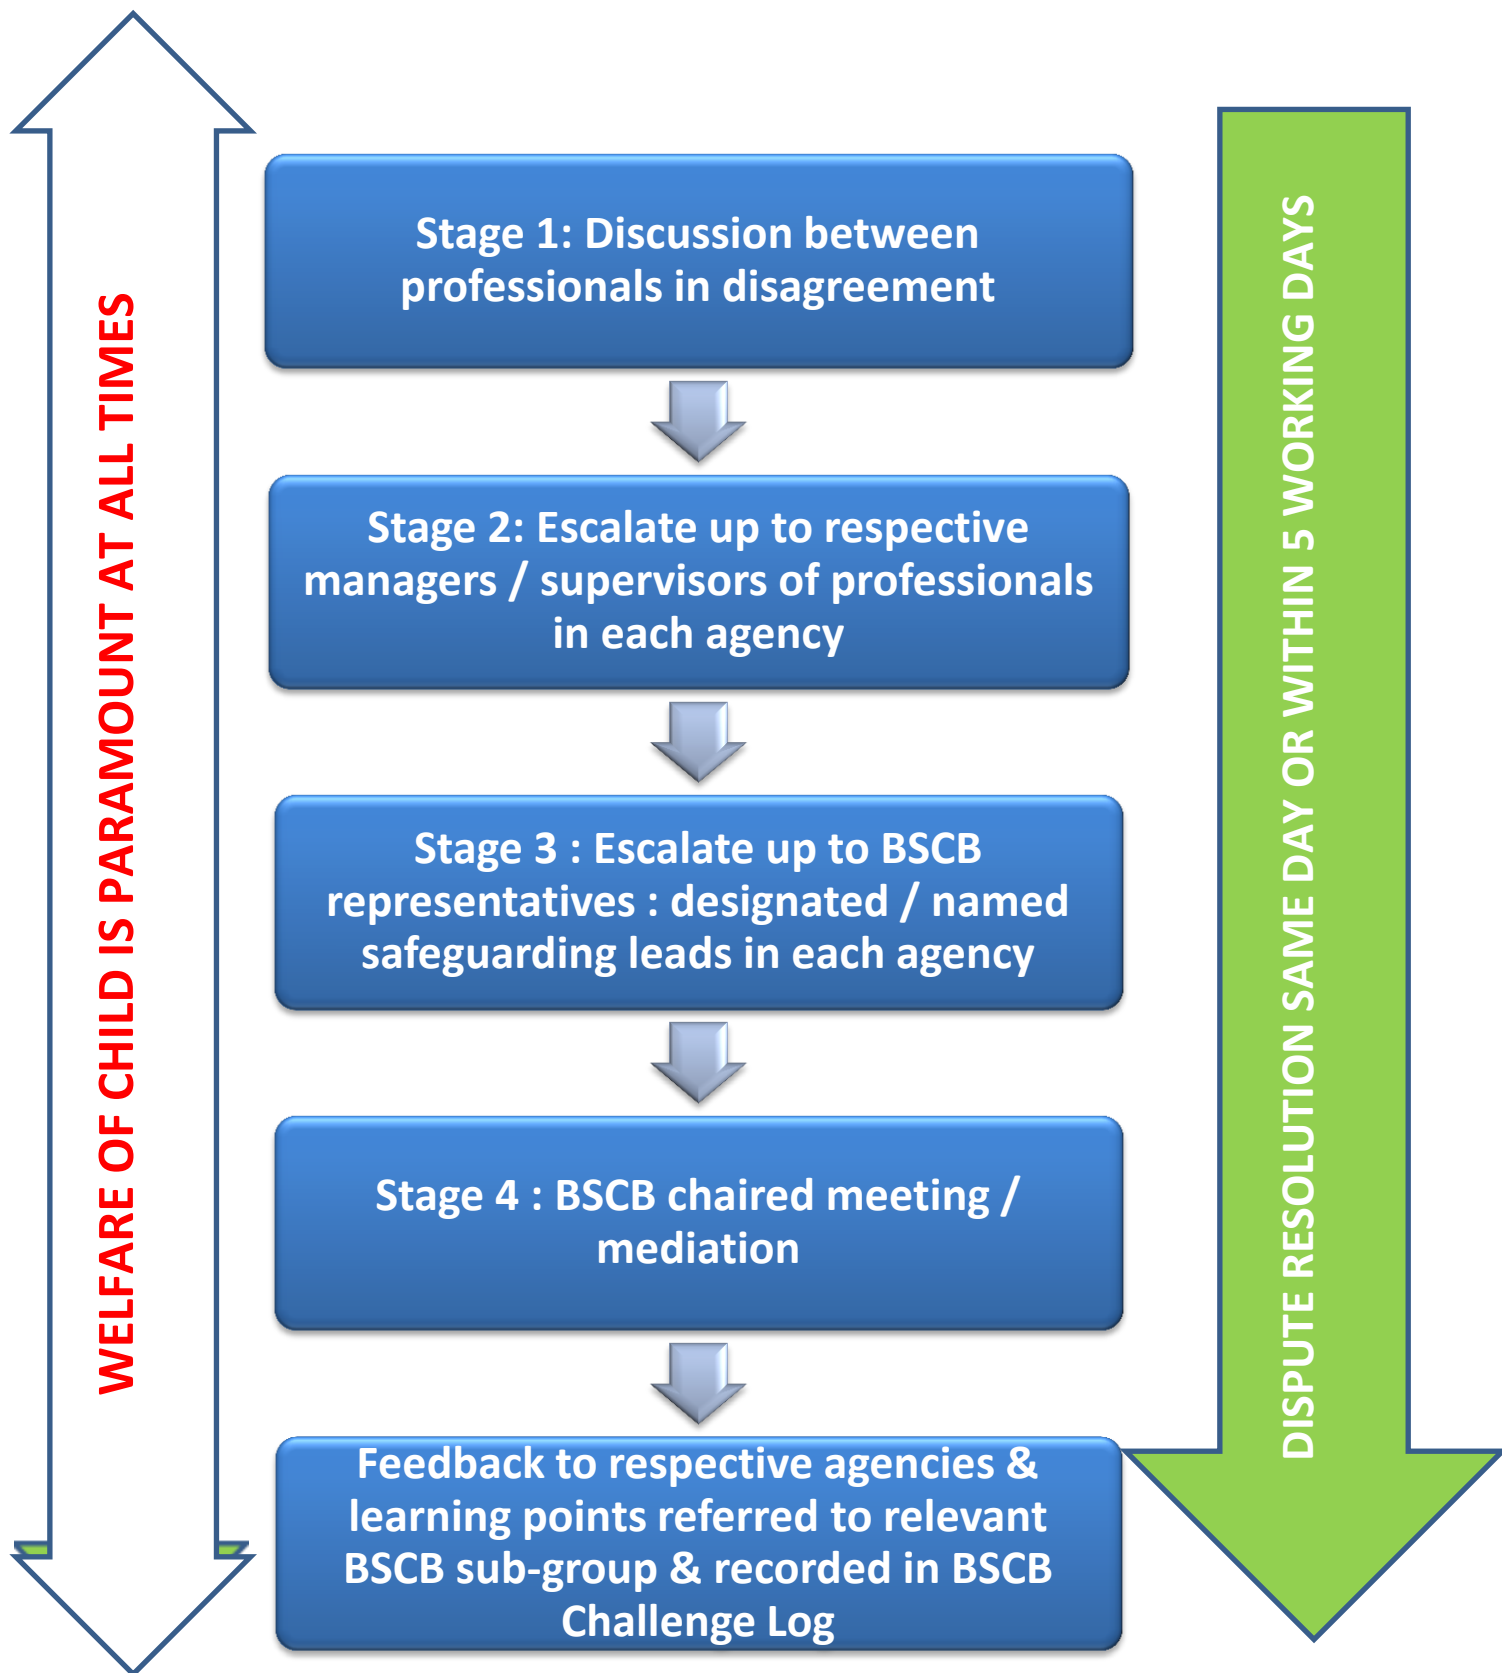 WELFARE OF CHILD IS PARAMOUNT AT ALL TIMES
Stage 1: Discussion between
professionals in disagreement
Stage 2: Escalate up to respective
managers / supervisors of professionals
in each agency
Stage 3 : Escalate up to BSCB
representatives : designated / named
safeguarding leads in each agency
Stage 4 : BSCB chaired meeting /
mediation
Feedback to respective agencies &
learning points referred to relevant
BSCB sub-group & recorded in BSCB
Challenge Log
DISPUTE RESOLUTION SAME DAY OR WITHIN 5 WORKING DAYS